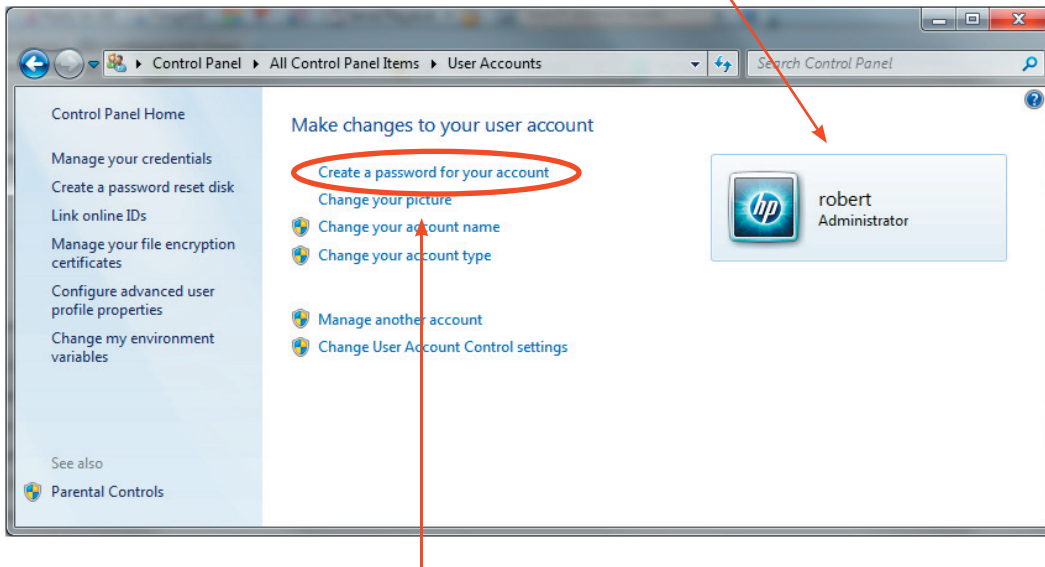 Control Panel All Control Panel Items User Accounts
Search Control Panel
Control Panel Home
Manage your credentials
Create a password reset disk
Link online IDs
Manage your file encryption
certificates
Configure advanced user
profile properties
Change my environment
variables
See also
Parental Controls
Make changes to your user account
Create a password for your account
Change your picture
Change your account name
Change your account type
Manage another account
Change User Account Control settings
hp
robert
Administrator